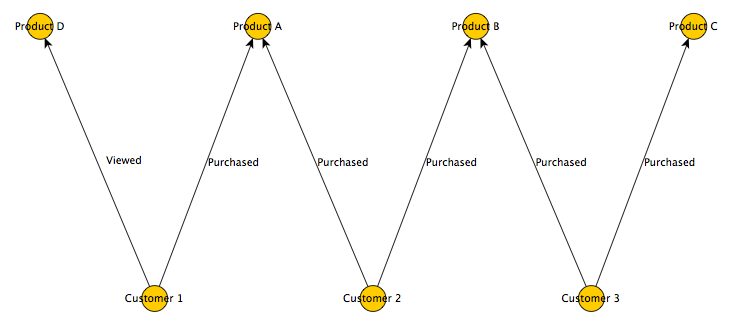 Product D
Product A
Product B
Product C
Viewed
Purchased
Purchased
Purchased
Purchased
Purchased
Customer 1
Customer 2
Customer 3